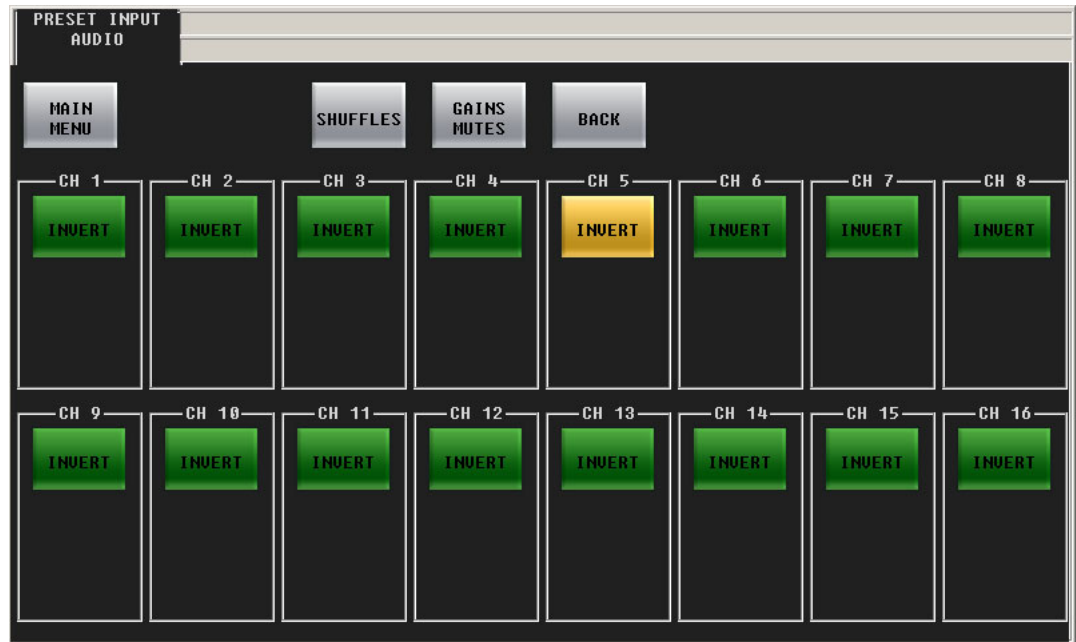 PRESET INPUT
AUDIO
MAIN
MENU
SHUFFLES
GAINS
MUTES
BACK
CH 1
CH 2
CH 3
CH 4
CH 5
CH 6
CH 7
CH 8
INVERT
INVERT
INVERT
INVERT
INVERT
INVERT
INVERT
INVERT
CH 9
CH 10
CH 11
CH 12
CH 13
CH 14
CH 15
CH 16
INVERT
INVERT
INVERT
INVERT
INVERT
INVERT
INVERT
INVERT